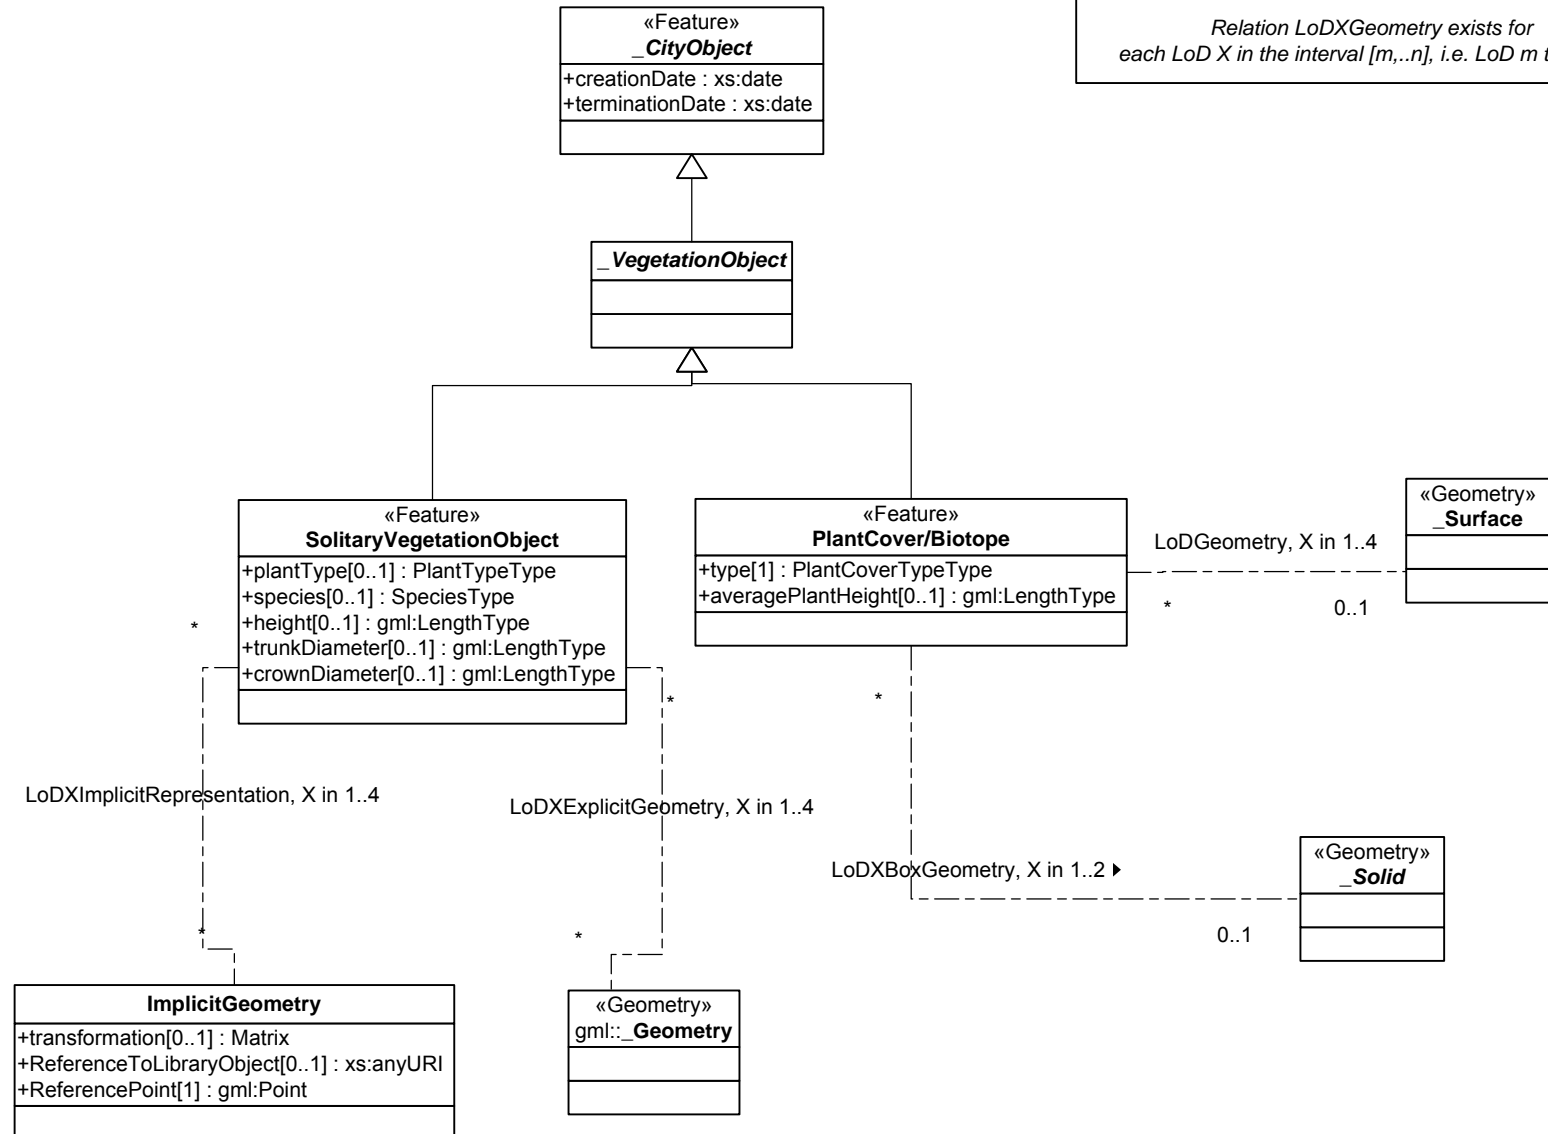 «Feature»
_CityObject
+creationDate : xs:date
+terminationDate : xs:date
Relation LoDXGeometry exists for
each LoD X in the interval [m,..n], i.e. LoD m
_VegetationObject
«Feature»
SolitaryVegetationObject
+plantType[0..1] : PlantTypeType
+species[0..1] : SpeciesType
+height[0..1] : gml:LengthType
+trunkDiameter[0..1] : gml:LengthType
+crownDiameter[0..1] : gml:LengthType
«Feature»
PlantCover/Biotope
+type[1] : PlantCoverTypeType
+averagePlantHeight[0..1] : gml:LengthType
LoDGeometry, X in 1..4
*
0..1
«Geometry»
_Surface
*
*
*
LoDXImplicitRepresentation, X in 1..4
LoDXExplicitGeometry, X in 1..4
LoDXBoxGeometry, X in 1..2
0..1
«Geometry»
_Solid
*
*
ImplicitGeometry
+transformation[0..1] : Matrix
+ReferenceToLibraryObject[0..1] : xs:anyURI
+ReferencePoint[1] : gml:Point
«Geometry»
gml::_Geometry